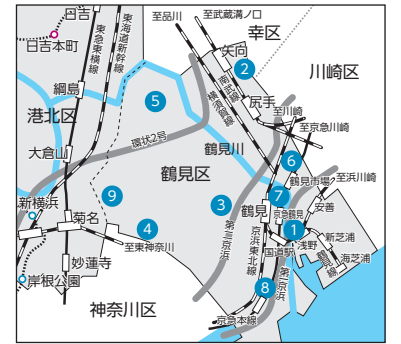 日吉
日吉本町
東急東横線
東海道新幹線
至品川
至武蔵溝ノ口
幸区
矢向
2
川崎区
南武線
横須賀線
尻手
至川崎
至京急川崎
綱島
5
港北区
環状2号
鶴見川
大倉山
鶴見区
6
鶴見市場
至浜川崎
9
新横浜
3
7
鶴見
京急鶴見
安善
菊名
4
至東神奈川
第三京浜
京浜東北線
1
国道駅
浅野
新芝浦
鶴見線
海芝浦
妙蓮寺
岸根公園
第一京浜
8
神奈川区
京急本線